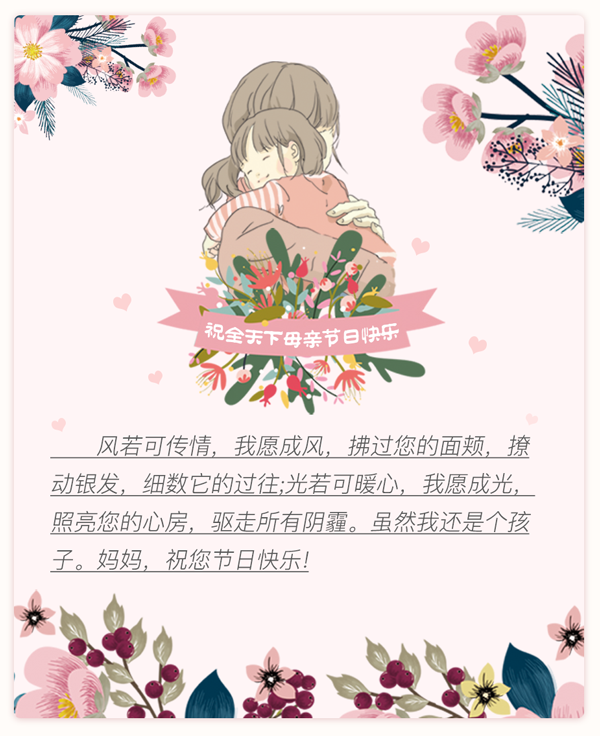 祝全天下母亲节日快乐
风若可传情，我愿成风，拂过您的面颊，撩
动银发，细数它的过往;光若可暖心，我愿成光，
照亮您的心房，驱走所有阴霾。虽然我还是个孩
子。妈妈，祝您节日快乐!